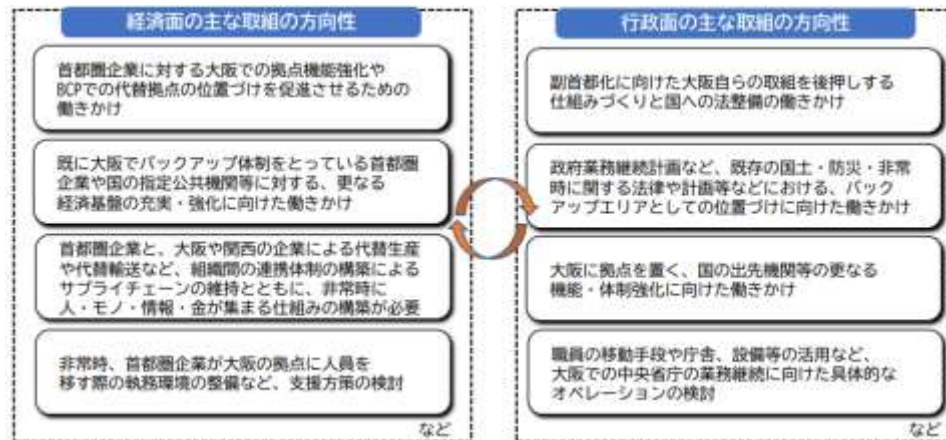 経済面の主な取組の方向性
首都圏企業に対する大阪での拠点機能強化や
BCPでの代替拠点の位置づけを促進させるための
働きかけ
既に大阪でバックアップ体制をとっている首都圏
企業や国の指定公共機関等に対する、更なる
経済基盤の充実・強化に向けた働きかけ
首都圏企業と、大阪や関西の企業による代替生産
や代替輸送など、組織間の連携体制の構築による
サプライチェーンの維持とともに、非常時に
人・モノ・情報・金が集まる仕組みの構築が必要
非常時、首都圏企業が大阪の拠点に人員を
移す際の執務環境の整備など、支援方策の検討
など
行政面の主な取組の方向性
副首都化に向けた大阪自らの取組を後押しする
仕組みづくりと国への法整備の働きかけ
政府業務継続計画など、既存の国土・防災・非常
時に関する法律や計画等などにおける、バック
アップエリアとしての位置づけに向けた働きかけ
大阪に拠点を置く、国の出先機関等の更なる
機能・体制強化に向けた働きかけ
職員の移動手段や庁舎、設備等の活用など、
大阪での中央省庁の業務継続に向けた具体的な
オペレーションの検討
など